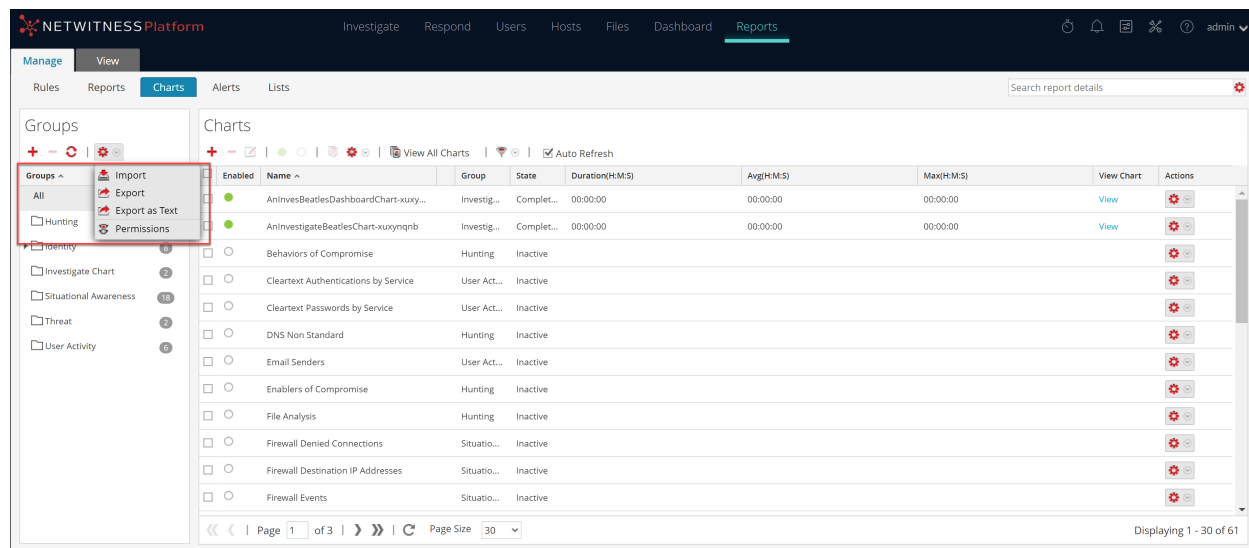 NETWITNESS Platform Investigate Respond Users Hosts Files Dashboard Reports admin
Manage View
Rules Reports Charts Alerts Lists Search report details
Groups
Groups
All
Hunting
Identity 8
Investigate Chart 2
Situational Awareness 18
Threat 2
User Activity 6
Import
Export
Export as Text
Permissions
Charts
View All Charts Auto Refresh
Enabled Name Group State Duration(H:M:S) Avg(H:M:S) Max(H:M:S) View Chart Actions
AnInvesBeatlesDashboardChart-xuxy... Investig... Complet... 00:00:00 00:00:00 00:00:00 View
AnInvestigateBeatlesChart-xuxynqnb Investig... Complet... 00:00:00 00:00:00 00:00:00 View
Behaviors of Compromise Hunting Inactive
Cleartext Authentications by Service User Act... Inactive
Cleartext Passwords by Service User Act... Inactive
DNS Non Standard Hunting Inactive
Email Senders User Act... Inactive
Enablers of Compromise Hunting Inactive
File Analysis Hunting Inactive
Firewall Denied Connections Situatio... Inactive
Firewall Destination IP Addresses Situatio... Inactive
Firewall Events Situatio... Inactive
Page 1 of 3 Page Size 30 Displaying 1 - 30 of 61